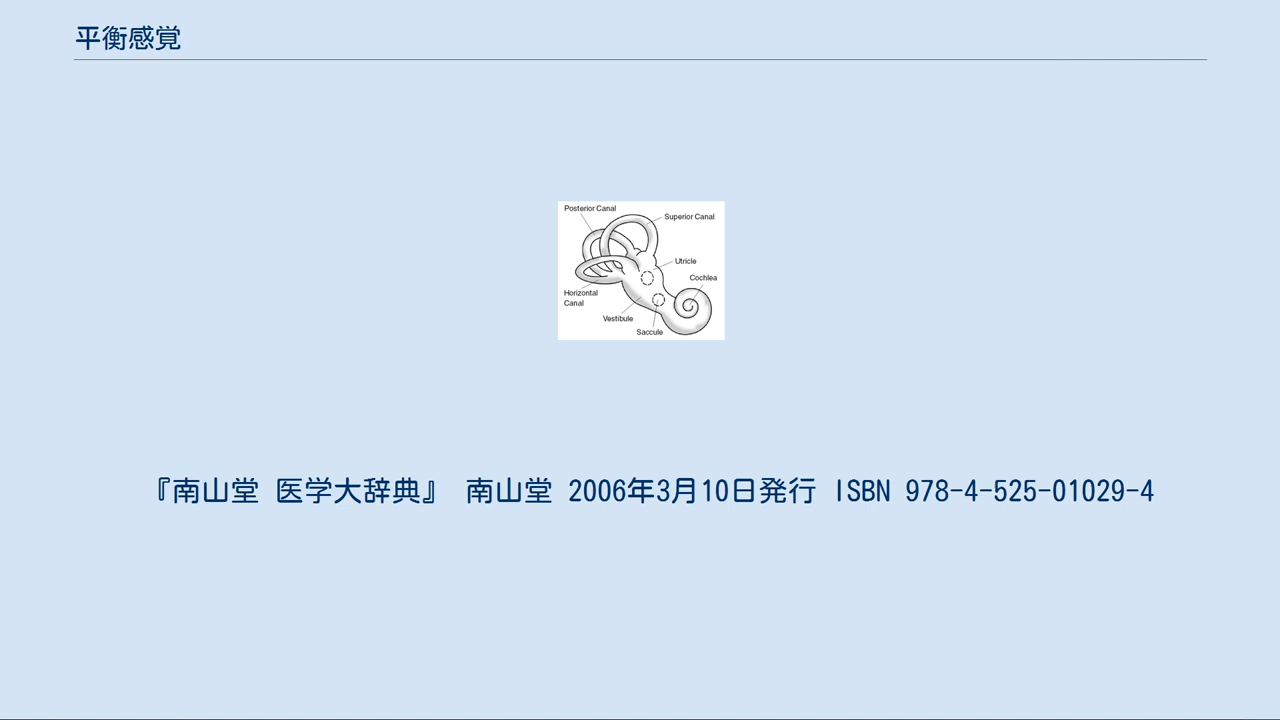 平衡感覚
Posterior Canal
Superior Canal
Utricle
Cochlea
Horizontal
Canal
Vestibule
Saccule
『南山堂 医学大辞典』 南山堂 2006年3月10日発行 ISBN 978-4-525-01029-4